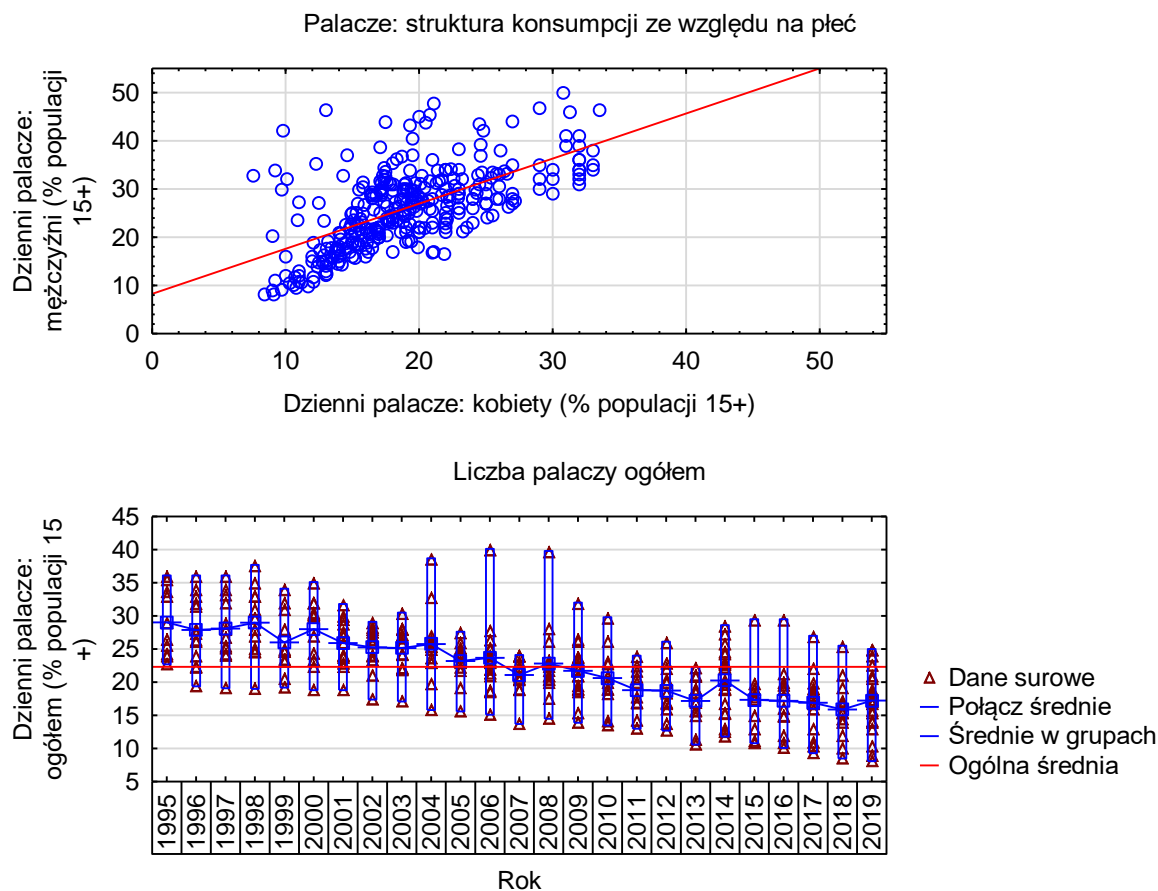 Palacze: struktura konsumpcji ze względu na płeć
Dzienni palacze:
mężczyźni (% populacji
15+)
50
40
30
20
10
0
0 10 20 30 40 50
Dzienni palacze: kobiety (% populacji 15+)
Liczba palaczy ogółem
Dzienni palacze:
ogółem (% populacji 15
+)
45
40
35
30
25
20
15
10
5
1995 1996 1997 1998 1999 2000 2001 2002 2003 2004 2005 2006 2007 2008 2009 2010 2011 2012 2013 2014 2015 2016 2017 2018 2019
Rok
Dane surowe
Połącz średnie
Średnie w grupach
Ogólna średnia